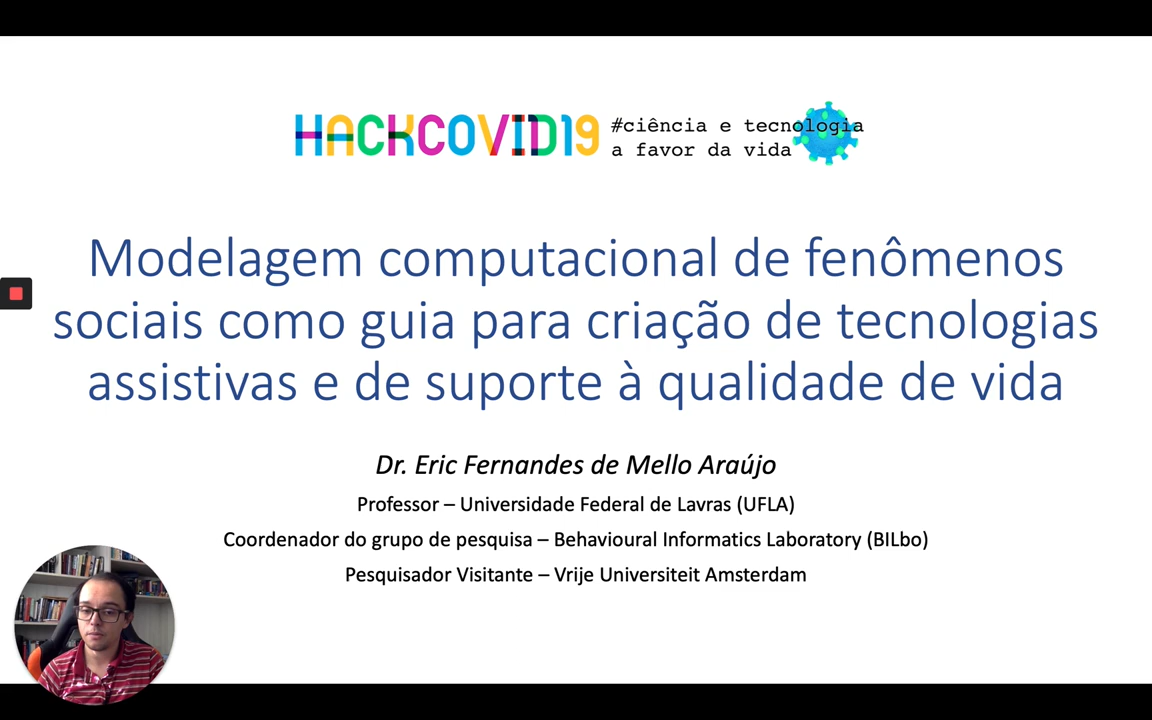 HACKCOVID19
#ciência e tecnologia
a favor da vida
Modelagem computacional de fenômenos
sociais como guia para criação de tecnologias
assistivas e de suporte à qualidade de vida
Dr. Eric Fernandes de Mello Araújo
Professor – Universidade Federal de Lavras (UFLA)
Coordenador do grupo de pesquisa – Behavioural Informatics Laboratory (BILbo)
Pesquisador Visitante – Vrije Universiteit Amsterdam